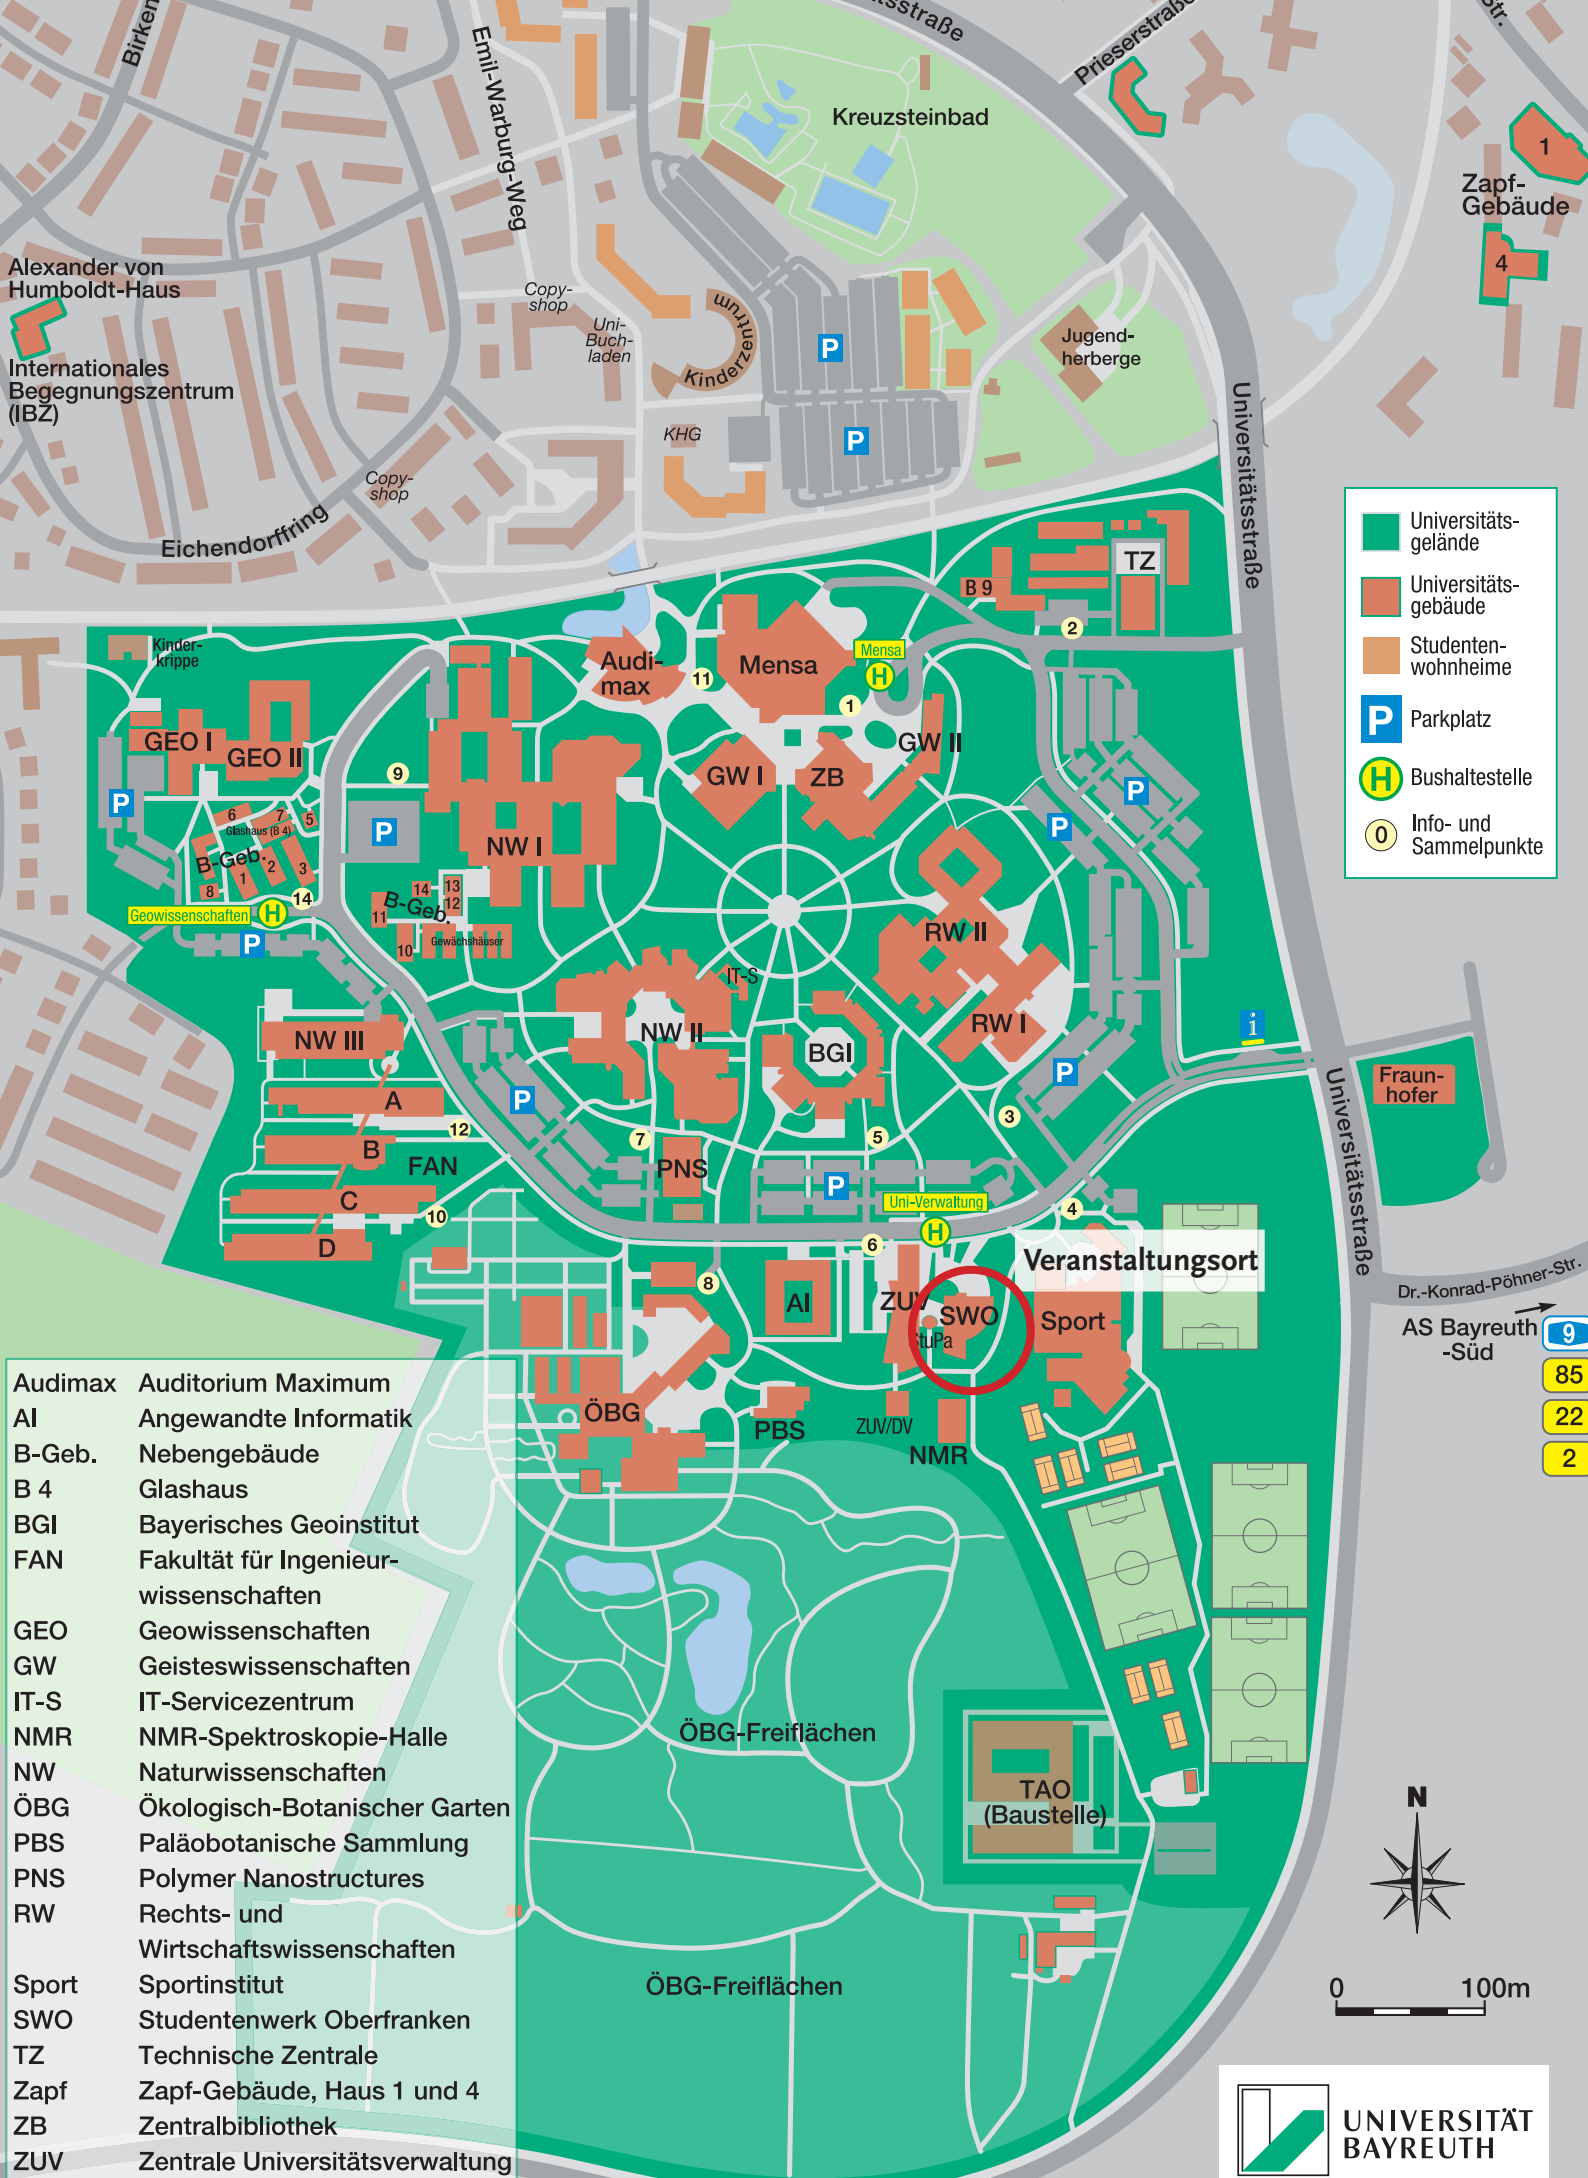 Birken
Emil-Warburg-Weg
sstraße
Prieserstraße
Str.
Kreuzsteinbad
1
Zapf-
Gebäude
4
Alexander von
Humboldt-Haus
Internationales
Begegnungszentrum
(IBZ)
Copy-
shop
Uni-
Buch-
laden
Kinderzentrum
P
Jugend-
herberge
KHG
P
Copy-
shop
Eichendorffring
Universitätsstraße
Universitäts-
gelände
Universitäts-
gebäude
Studenten-
wohnheime
P Parkplatz
H Bushaltestelle
0 Info- und
Sammelpunkte
TZ
B 9
2
Kinder-
krippe
Audi-
max
11
Mensa
Mensa
H
1
GEO I
GEO II
GW II
GW I
ZB
9
P
P
P
P
6
7
5
Glashaus (B 4)
B-Geb.
1
2
3
8
14
NW I
Geowissenschaften
H
P
14
13
12
B-Geb.
11
10
Gewächshäuser
RW II
IT-S
NW II
NW III
BGI
RW I
i
P
P
Fraun-
hofer
Universitätsstraße
A
12
B
FAN
C
10
D
7
PNS
5
3
P
Uni-Verwaltung
H
4
6
8
Veranstaltungsort
AI
ZUV
SWO
StuPa
Sport
Dr.-Konrad-Pöhner-Str.
AS Bayreuth
-Süd
9
85
22
2
ÖBG
PBS
ZUV/DV
NMR
ÖBG-Freiflächen
TAO
(Baustelle)
ÖBG-Freiflächen
N
0 100m
Audimax Auditorium Maximum
AI Angewandte Informatik
B-Geb. Nebengebäude
B 4 Glashaus
BGI Bayerisches Geoinstitut
FAN Fakultät für Ingenieur-
wissenschaften
GEO Geowissenschaften
GW Geisteswissenschaften
IT-S IT-Servicezentrum
NMR NMR-Spektroskopie-Halle
NW Naturwissenschaften
ÖBG Ökologisch-Botanischer Garten
PBS Paläobotanische Sammlung
PNS Polymer Nanostructures
RW Rechts- und
Wirtschaftswissenschaften
Sport Sportinstitut
SWO Studentenwerk Oberfranken
TZ Technische Zentrale
Zapf Zapf-Gebäude, Haus 1 und 4
ZB Zentralbibliothek
ZUV Zentrale Universitätsverwaltung
UNIVERSITÄT
BAYREUTH